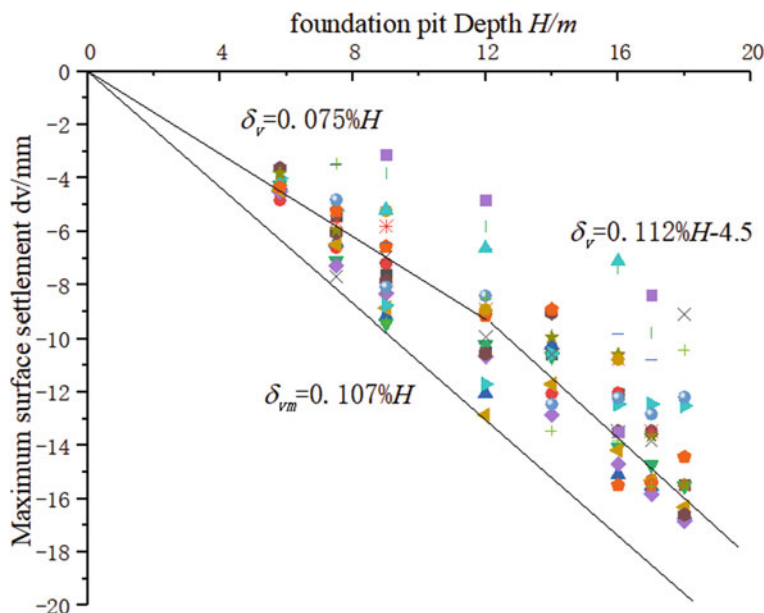 foundation pit Depth H/m
0 4 8 12 16 20
Maximum surface settlement dv/mm
0
-2
-4
-6
-8
-10
-12
-14
-16
-18
-20
δv=0.075%H
δv=0.112%H-4.5
δvm=0.107%H